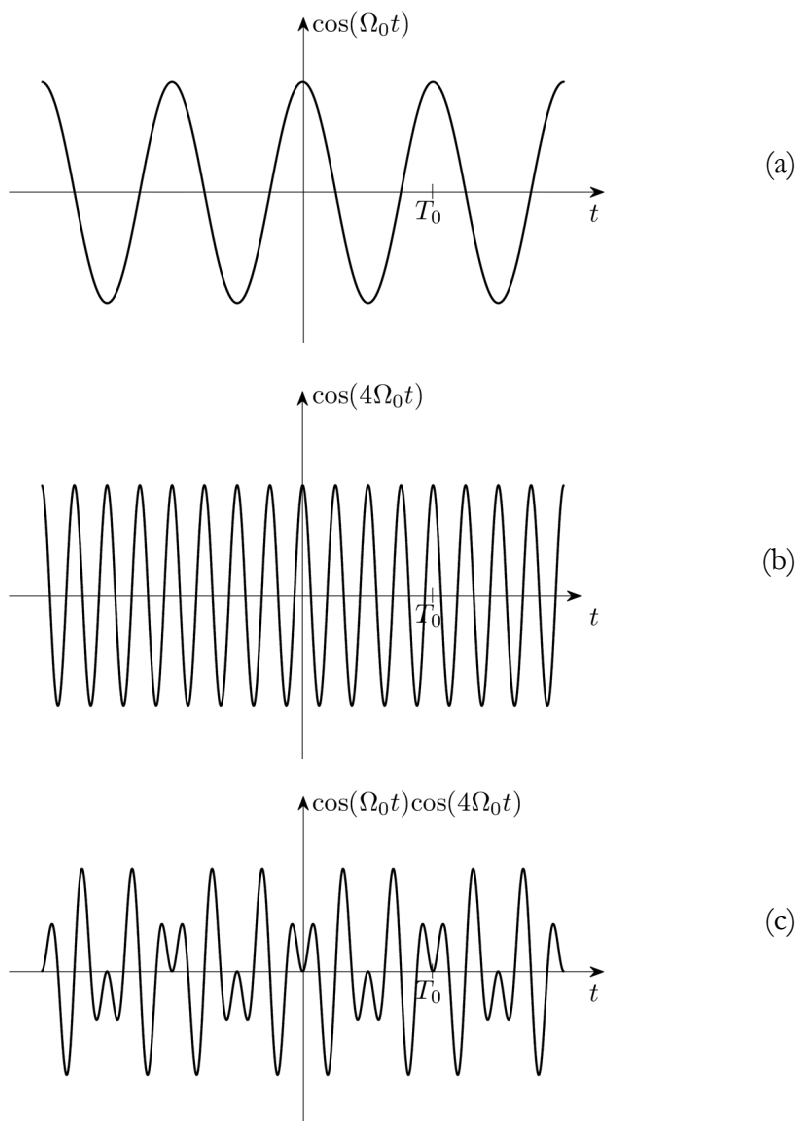 cos(Ω₀t)
(a)
T₀
t
cos(4Ω₀t)
(b)
T₀
t
cos(Ω₀t)cos(4Ω₀t)
(c)
T₀
t